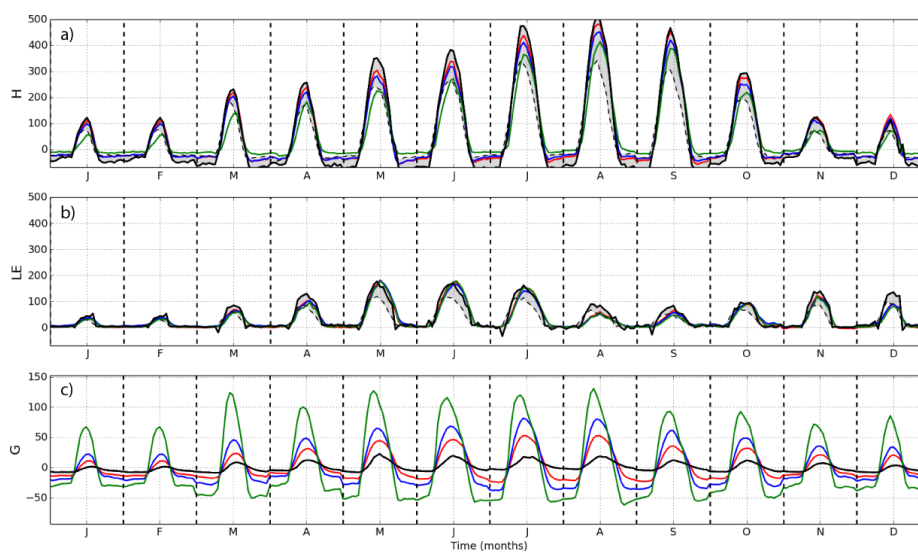 a)
H
500
400
300
200
100
0
J F M A M J J A S O N D
b)
LE
500
400
300
200
100
0
J F M A M J J A S O N D
c)
G
150
100
50
0
−50
J F M A M J J A S O N D
Time (months)